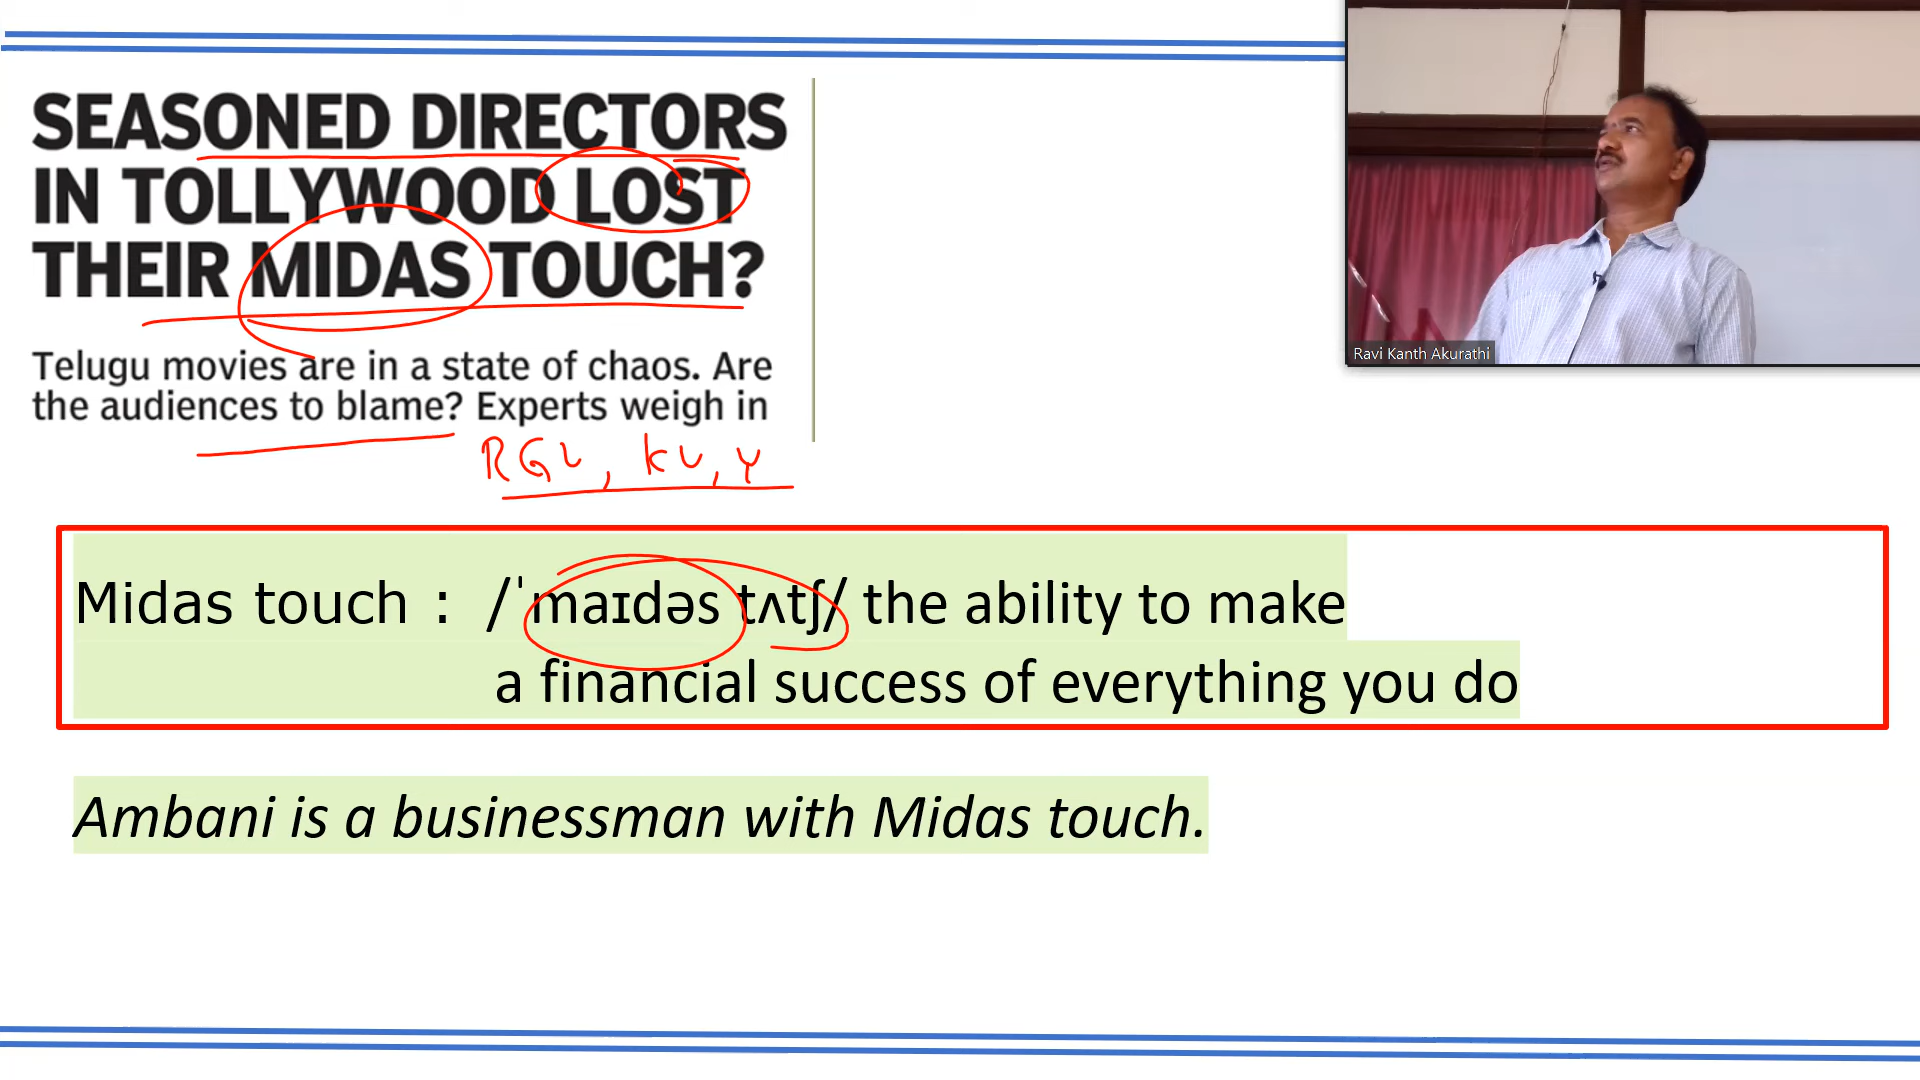 SEASONED DIRECTORS
IN TOLLYWOOD LOST
THEIR MIDAS TOUCH?
Telugu movies are in a state of chaos. Are
the audiences to blame? Experts weigh in
RGV, KV, Y
Ravi Kanth Akurathi
Midas touch : /ˈmaɪdəs tʌtʃ/ the ability to make
a financial success of everything you do
Ambani is a businessman with Midas touch.